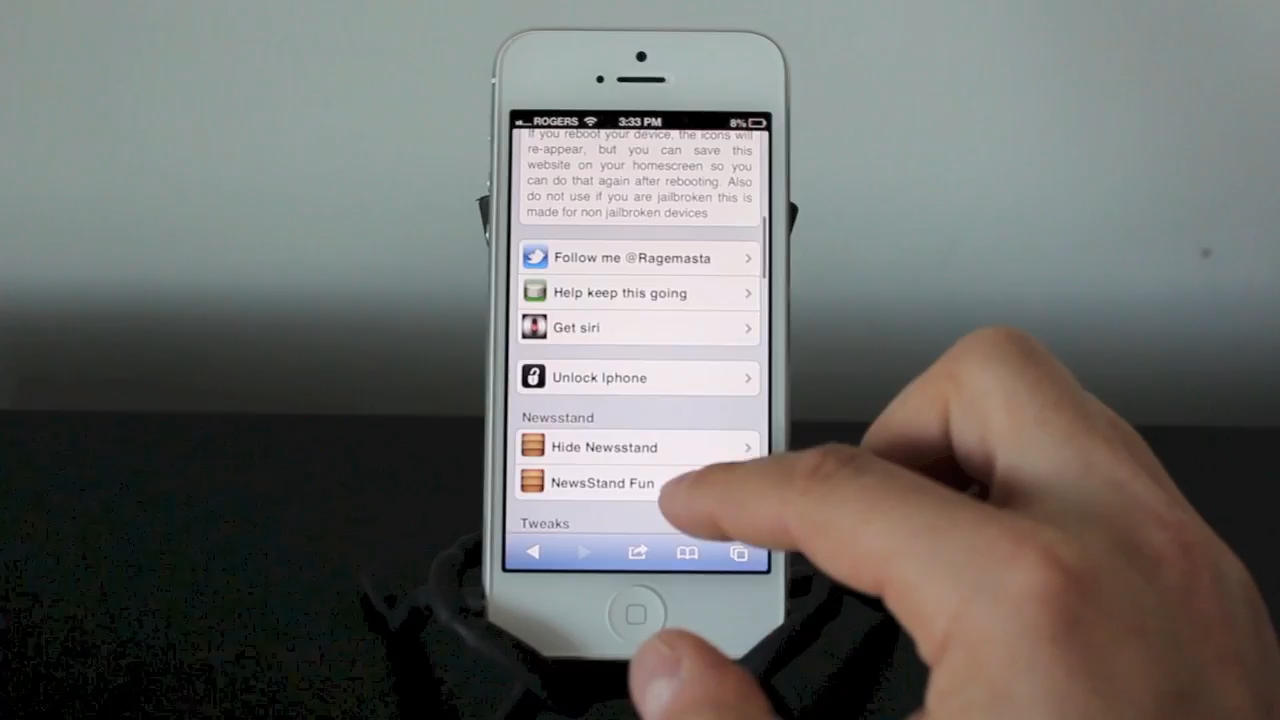 ROGERS 3:33 PM 8%
If you reboot your device, the icons will
re-appear, but you can save this
website on your homescreen so you
can do that again after rebooting. Also
do not use if you are jailbroken this is
made for non jailbroken devices
Follow me @Ragemasta
Help keep this going
Get siri
Unlock Iphone
Newsstand
Hide Newsstand
NewsStand Fun
Tweaks